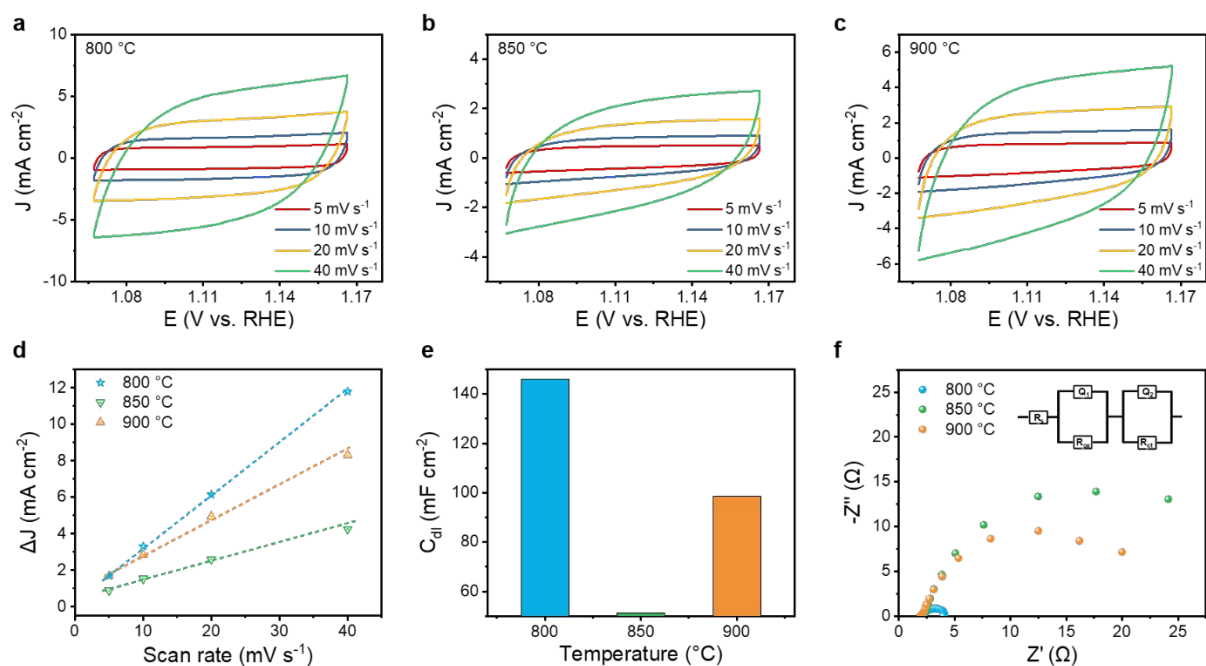 a
800 °C
10
5
0
-5
-10
J (mA cm-2)
1.08 1.11 1.14 1.17
E (V vs. RHE)
5 mV s-1
10 mV s-1
20 mV s-1
40 mV s-1
b
850 °C
4
2
0
-2
-4
J (mA cm-2)
1.08 1.11 1.14 1.17
E (V vs. RHE)
5 mV s-1
10 mV s-1
20 mV s-1
40 mV s-1
c
900 °C
6
4
2
0
-2
-4
-6
J (mA cm-2)
1.08 1.11 1.14 1.17
E (V vs. RHE)
5 mV s-1
10 mV s-1
20 mV s-1
40 mV s-1
d
800 °C
850 °C
900 °C
12
10
8
6
4
2
0
ΔJ (mA cm-2)
10 20 30 40
Scan rate (mV s-1)
e
140
120
100
80
60
Cdl (mF cm-2)
800 850 900
Temperature (°C)
f
800 °C
850 °C
900 °C
25
20
15
10
5
0
-Z'' (Ω)
0 5 10 15 20 25
Z' (Ω)
Q1
Q2
Rct